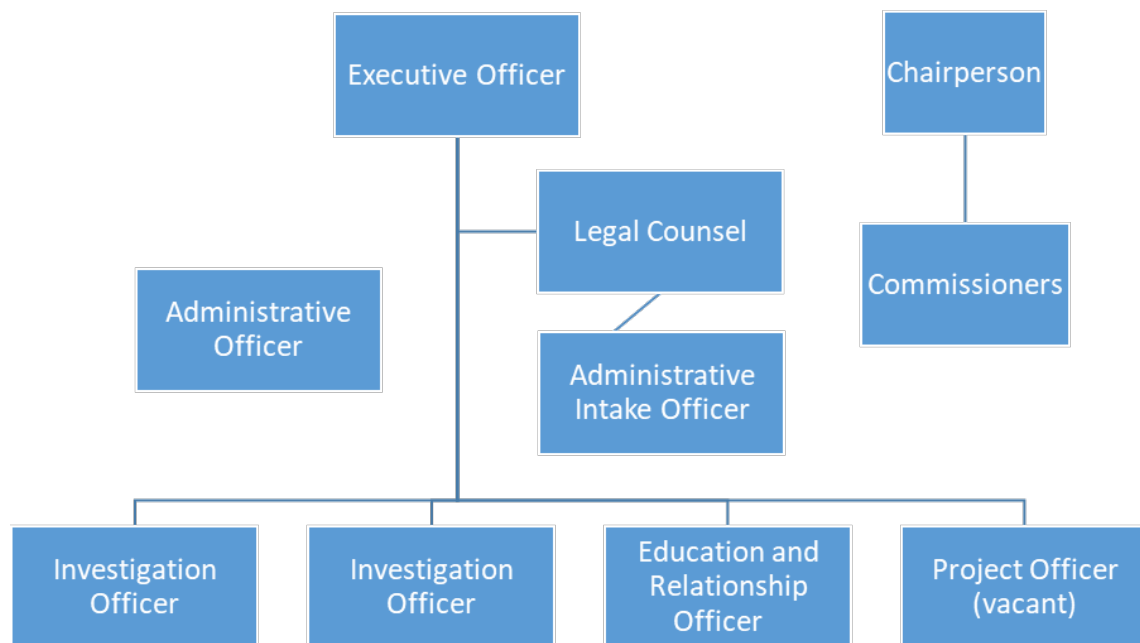 Executive Officer
Chairperson
Legal Counsel
Commissioners
Administrative
Officer
Administrative
Intake Officer
Investigation
Officer
Investigation
Officer
Education and
Relationship
Officer
Project Officer
(vacant)